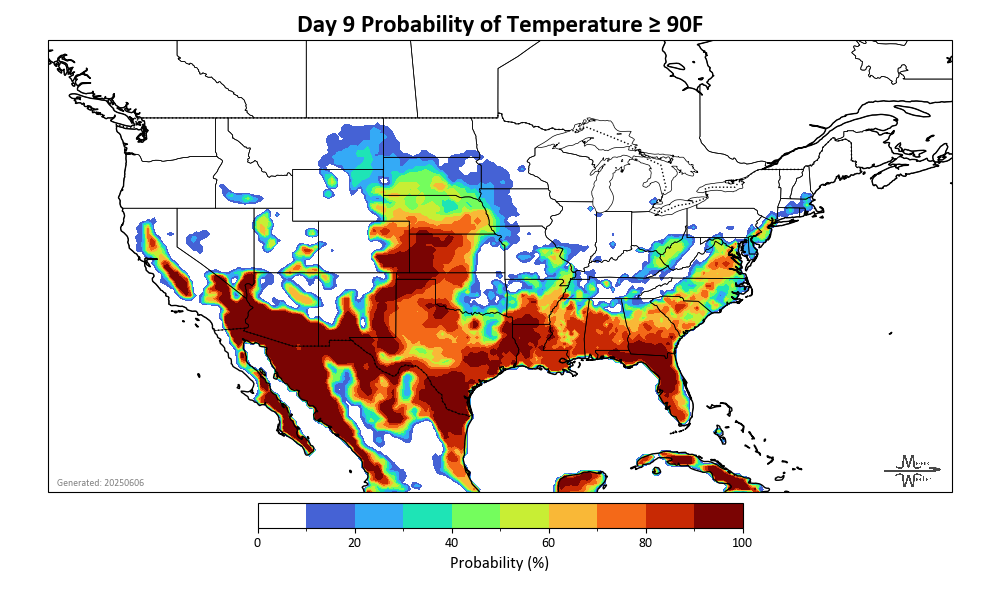 Day 9 Probability of Temperature ≥ 90F
Generated: 20250606
0 20 40 60 80 100
Probability (%)